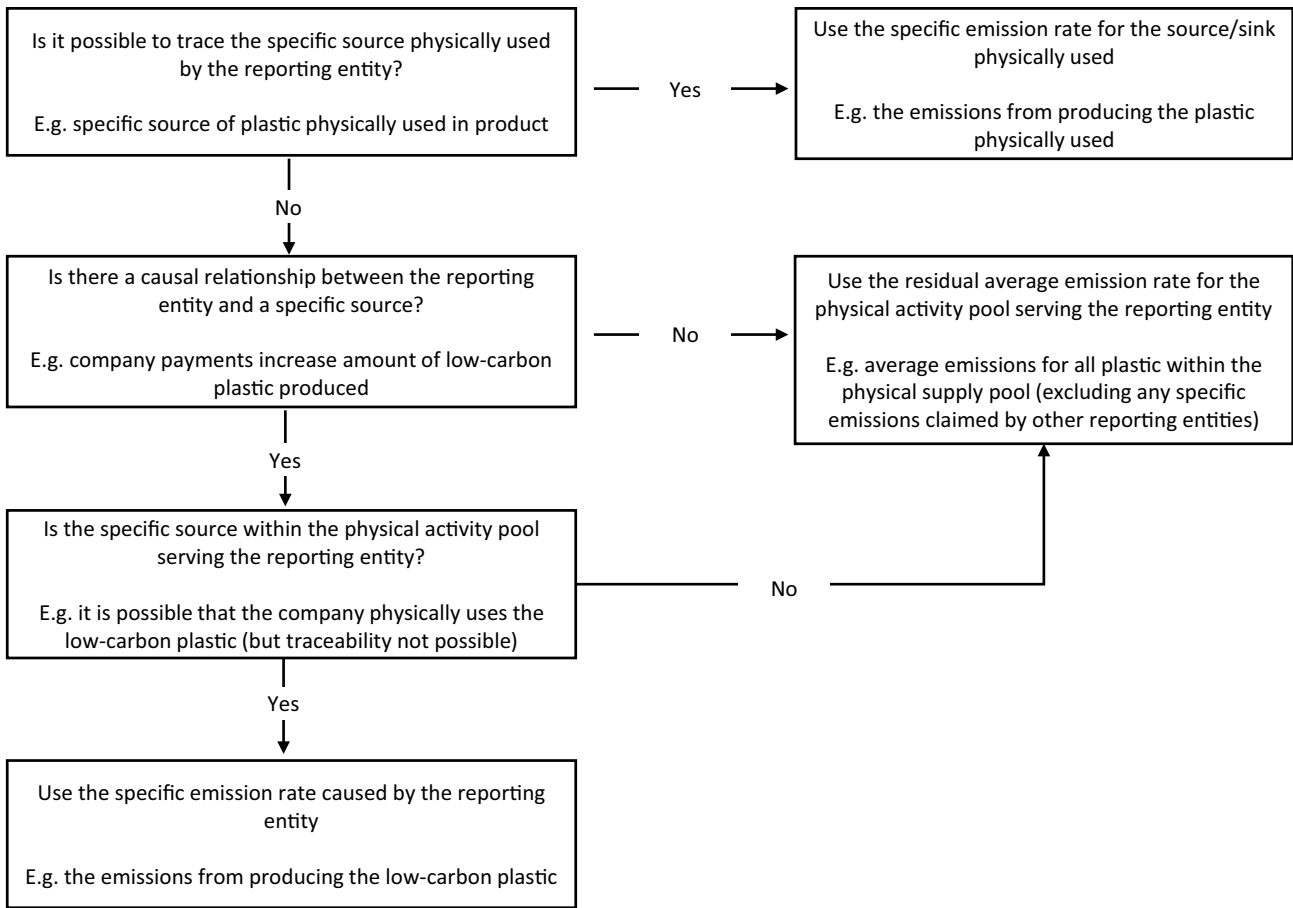 Is it possible to trace the specific source physically used
by the reporting entity?
E.g. specific source of plastic physically used in product
Yes
Use the specific emission rate for the source/sink
physically used
E.g. the emissions from producing the plastic
physically used
No
Is there a causal relationship between the reporting
entity and a specific source?
E.g. company payments increase amount of low-carbon
plastic produced
No
Use the residual average emission rate for the
physical activity pool serving the reporting entity
E.g. average emissions for all plastic within the
physical supply pool (excluding any specific
emissions claimed by other reporting entities)
Yes
Is the specific source within the physical activity pool
serving the reporting entity?
E.g. it is possible that the company physically uses the
low-carbon plastic (but traceability not possible)
No
Yes
Use the specific emission rate caused by the reporting
entity
E.g. the emissions from producing the low-carbon plastic